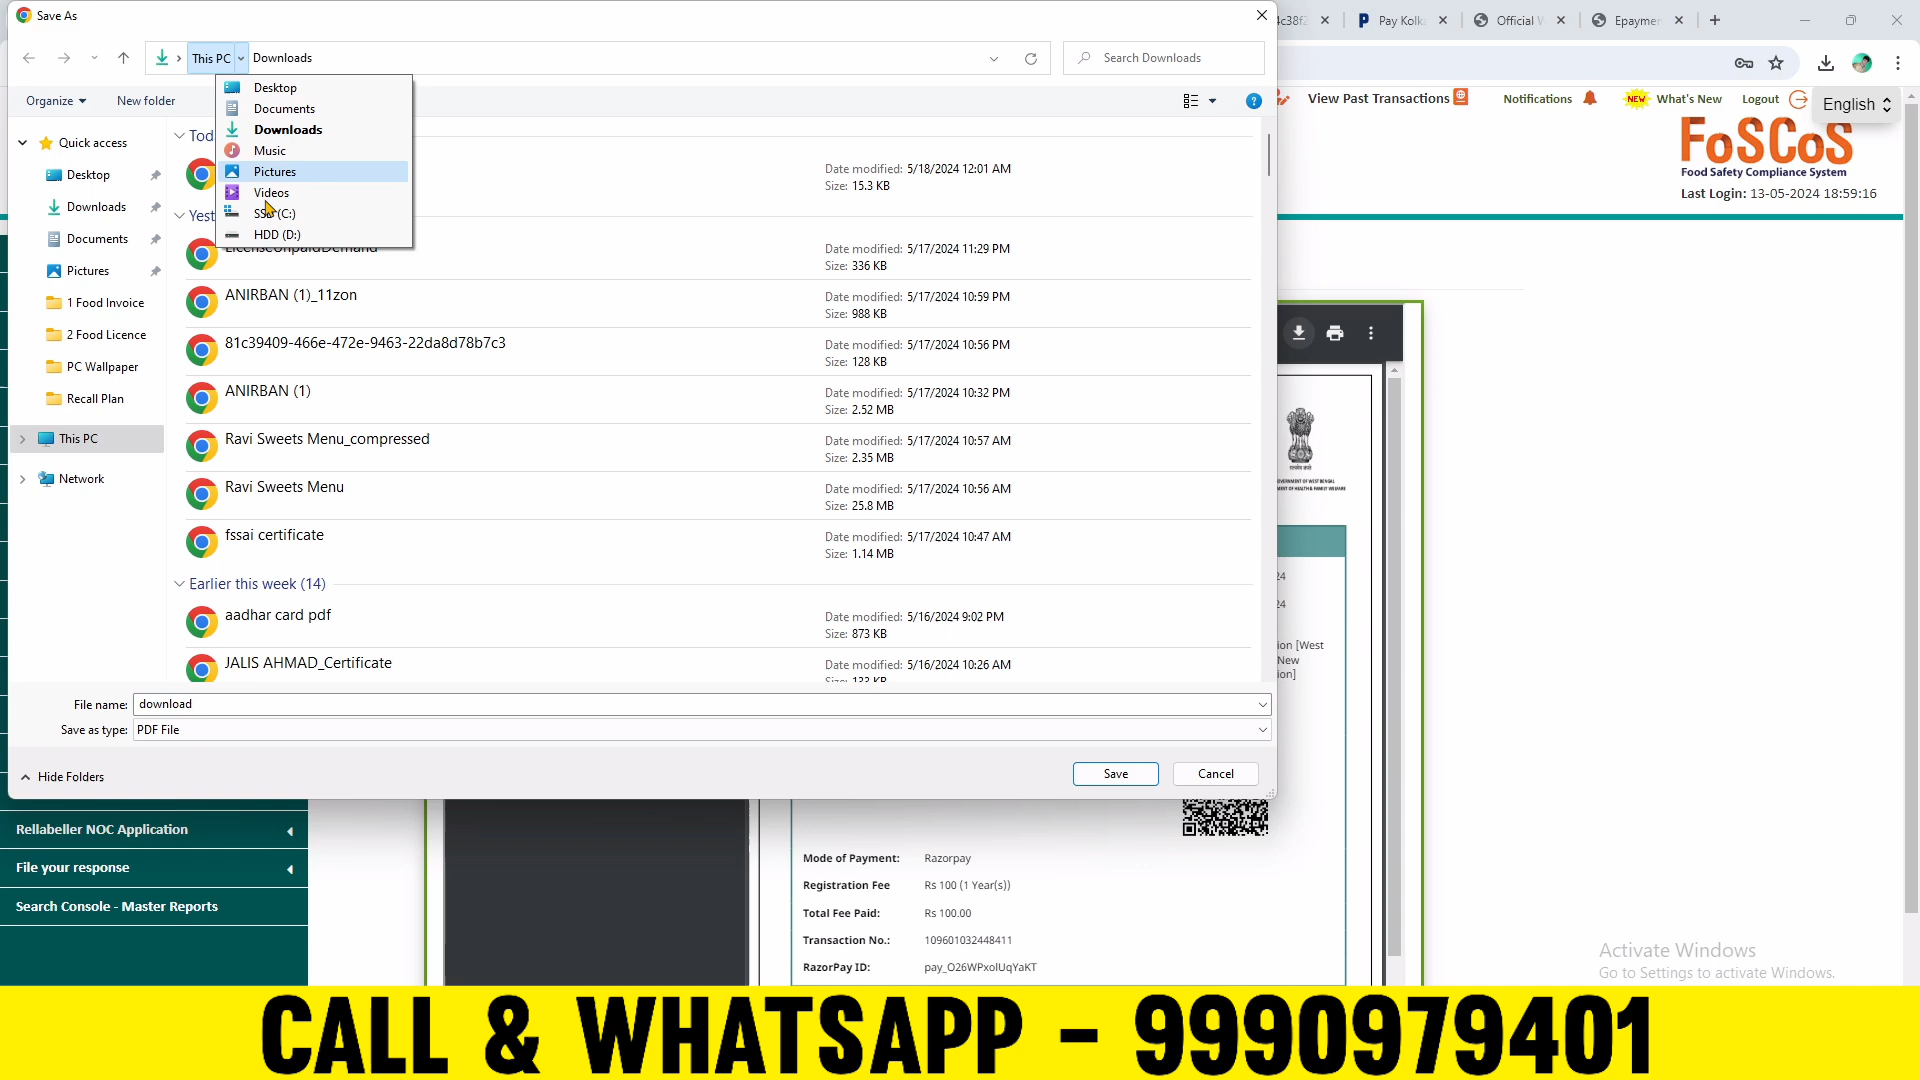 Save As
4c38f2
Pay Kolk
Official W
Epayme
This PC
Downloads
Search Downloads
Organize
New folder
View Past Transactions
Notifications
NEW
What's New
Logout
English
Desktop
Documents
Downloads
Music
Pictures
Videos
(C:)
HDD (D:)
FoSCoS
Food Safety Compliance System
Last Login: 13-05-2024 18:59:16
Quick access
Desktop
Downloads
Documents
Pictures
1 Food Invoice
2 Food Licence
PC Wallpaper
Recall Plan
This PC
Network
Tod
Date modified: 5/18/2024 12:01 AM
Size: 15.3 KB
Yest
Date modified: 5/17/2024 11:29 PM
Size: 336 KB
ANIRBAN (1)_11zon
Date modified: 5/17/2024 10:59 PM
Size: 988 KB
81c39409-466e-472e-9463-22da8d78b7c3
Date modified: 5/17/2024 10:56 PM
Size: 128 KB
ANIRBAN (1)
Date modified: 5/17/2024 10:32 PM
Size: 2.52 MB
Ravi Sweets Menu_compressed
Date modified: 5/17/2024 10:57 AM
Size: 2.35 MB
Ravi Sweets Menu
Date modified: 5/17/2024 10:56 AM
Size: 25.8 MB
fssai certificate
Date modified: 5/17/2024 10:47 AM
Size: 1.14 MB
Earlier this week (14)
aadhar card pdf
Date modified: 5/16/2024 9:02 PM
Size: 873 KB
JALIS AHMAD_Certificate
Date modified: 5/16/2024 10:26 AM
24
24
ion [West
New
ion]
File name: download
Save as type: PDF File
Hide Folders
Save
Cancel
Rellabeller NOC Application
File your response
Search Console - Master Reports
Mode of Payment: Razorpay
Registration Fee Rs 100 (1 Year(s))
Total Fee Paid: Rs 100.00
Transaction No.: 109601032448411
RazorPay ID: pay_O26WPxolUqYaKT
Activate Windows
Go to Settings to activate Windows.
CALL & WHATSAPP - 9990979401